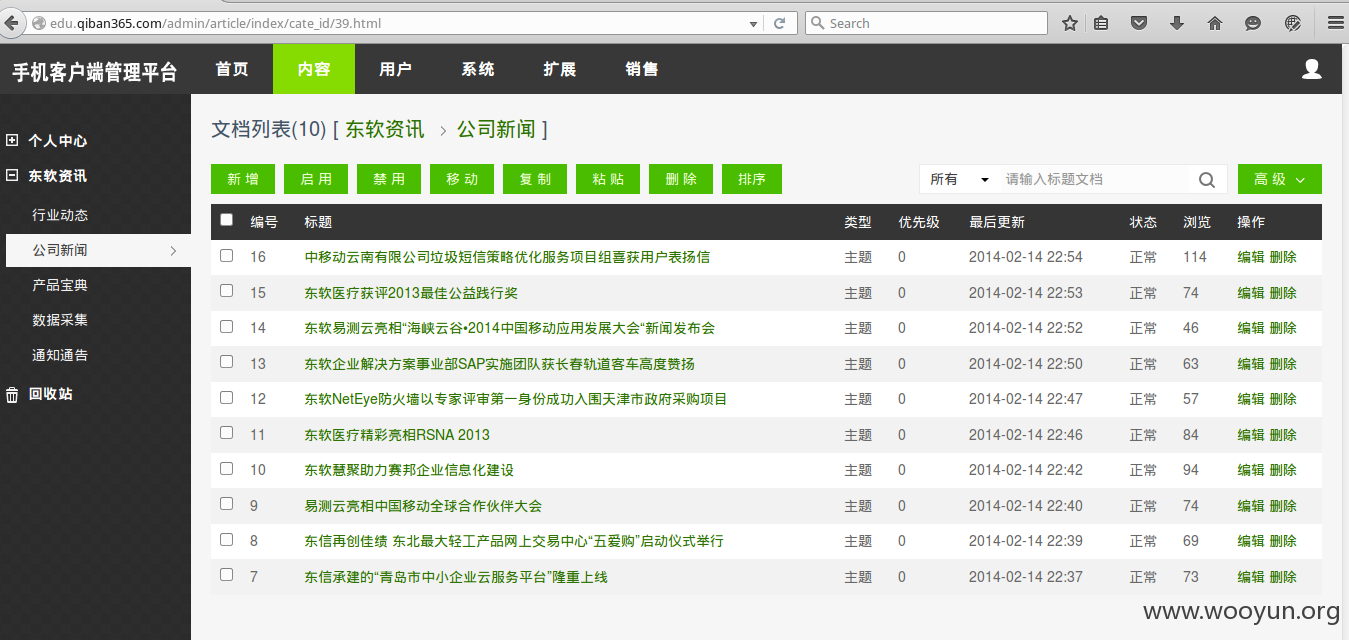 edu.qiban365.com/admin/article/index/cate_id/39.html
Search
手机客户端管理平台 首页 内容 用户 系统 扩展 销售
个人中心
东软资讯
行业动态
公司新闻
产品宝典
数据采集
通知通告
回收站
文档列表(10) [ 东软资讯 > 公司新闻 ]
新 增 启 用 禁 用 移 动 复 制 粘 贴 删 除 排序 所有 请输入标题文档 高 级
编号 标题 类型 优先级 最后更新 状态 浏览 操作
16 中移动云南有限公司垃圾短信策略优化服务项目组喜获用户表扬信 主题 0 2014-02-14 22:54 正常 114 编辑 删除
15 东软医疗获评2013最佳公益践行奖 主题 0 2014-02-14 22:53 正常 74 编辑 删除
14 东软易测云亮相“海峡云谷•2014中国移动应用发展大会“新闻发布会 主题 0 2014-02-14 22:52 正常 46 编辑 删除
13 东软企业解决方案事业部SAP实施团队获长春轨道客车高度赞扬 主题 0 2014-02-14 22:50 正常 63 编辑 删除
12 东软NetEye防火墙以专家评审第一身份成功入围天津市政府采购项目 主题 0 2014-02-14 22:47 正常 57 编辑 删除
11 东软医疗精彩亮相RSNA 2013 主题 0 2014-02-14 22:46 正常 84 编辑 删除
10 东软慧聚助力赛邦企业信息化建设 主题 0 2014-02-14 22:42 正常 94 编辑 删除
9 易测云亮相中国移动全球合作伙伴大会 主题 0 2014-02-14 22:40 正常 74 编辑 删除
8 东信再创佳绩 东北最大轻工产品网上交易中心“五爱购”启动仪式举行 主题 0 2014-02-14 22:39 正常 69 编辑 删除
7 东信承建的“青岛市中小企业云服务平台”隆重上线 主题 0 2014-02-14 22:37 正常 73 编辑 删除
www.wooyun.org